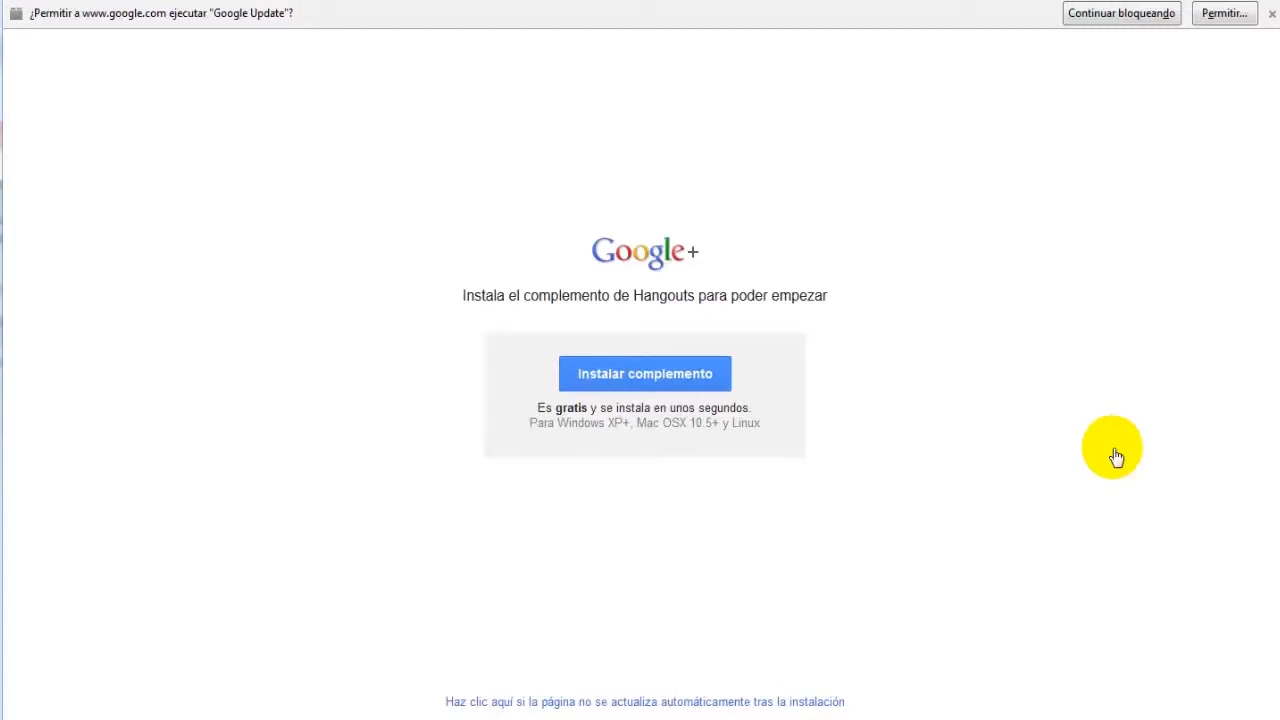 ¿Permitir a www.google.com ejecutar "Google Update"?
Continuar bloqueando
Permitir...
Google+
Instala el complemento de Hangouts para poder empezar
Instalar complemento
Es gratis y se instala en unos segundos.
Para Windows XP+, Mac OSX 10.5+ y Linux
Haz clic aquí si la página no se actualiza automáticamente tras la instalación